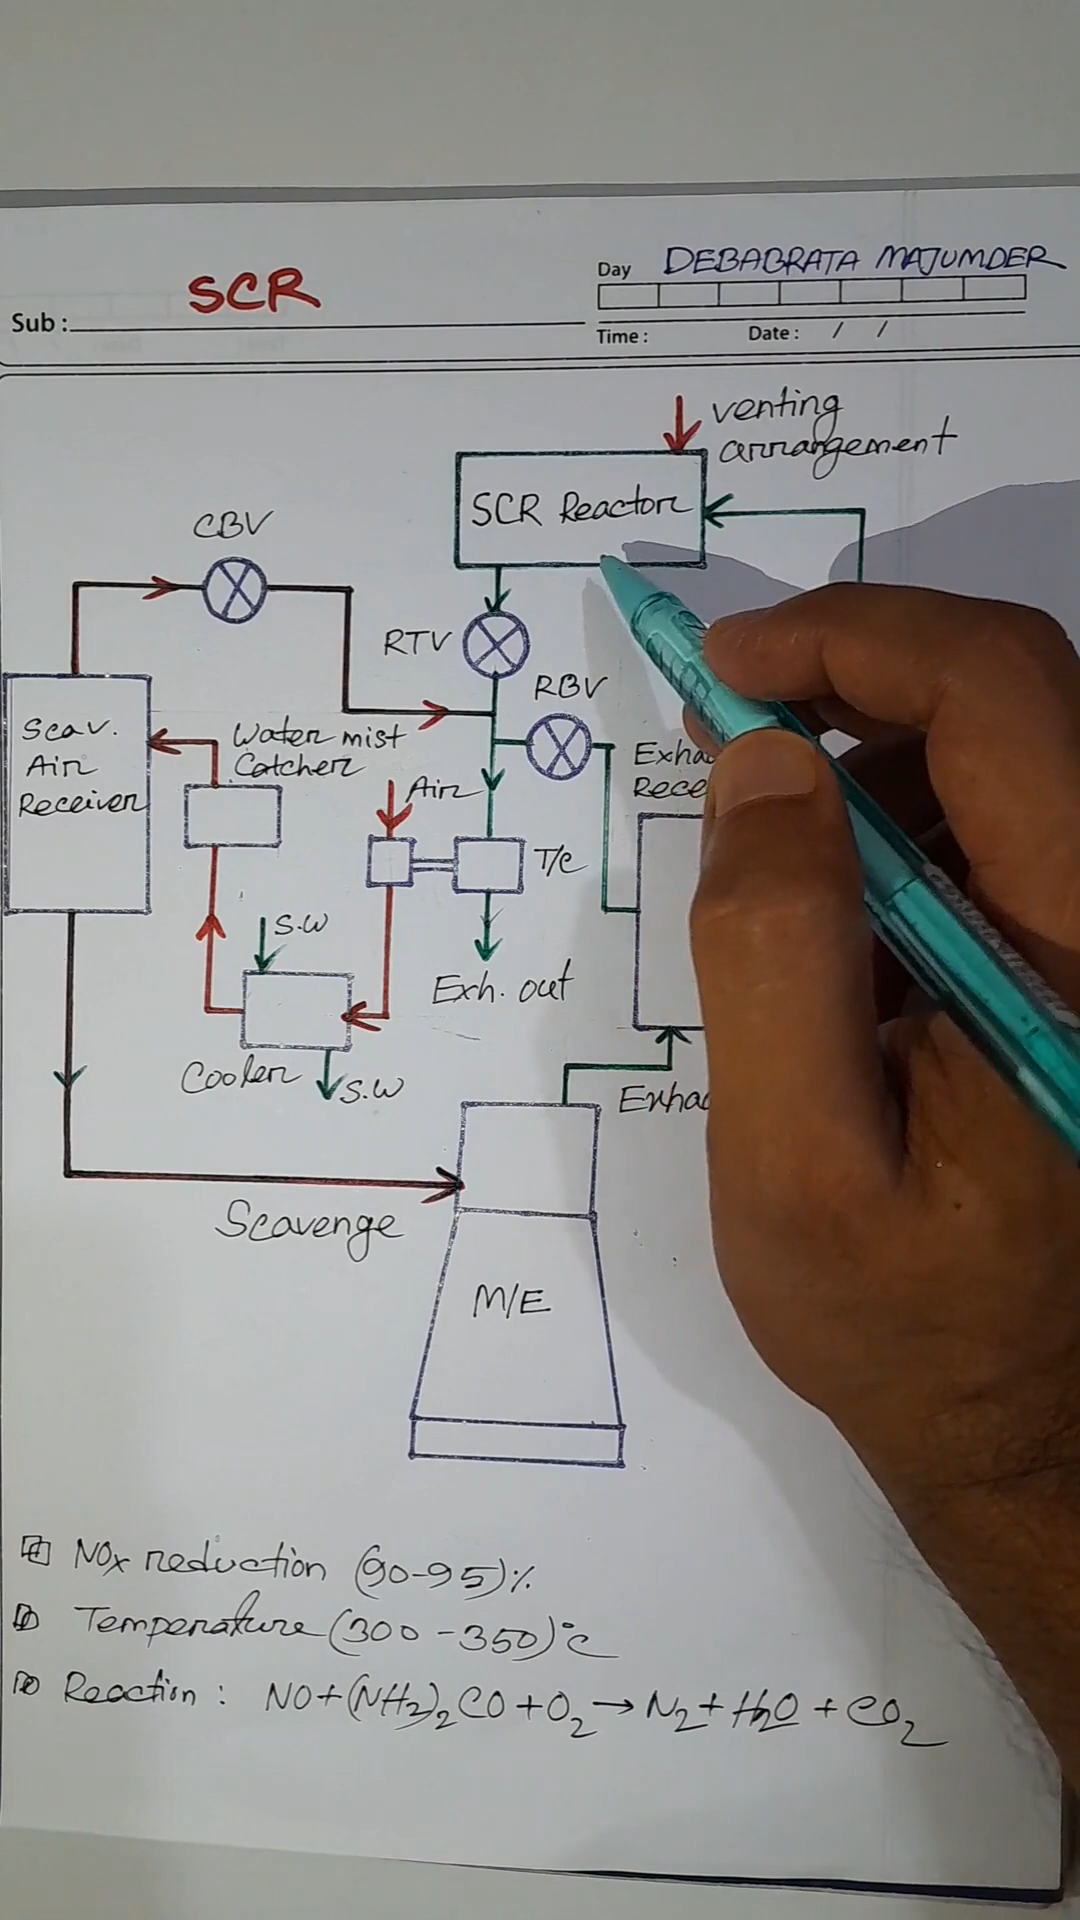 SCR
DEBABRATA MAJUMDER
Day
Sub :
Time :
Date : / /
venting
arrangement
SCR Reactor
CBV
RTV
RBV
Scav.
Air
Receiver
Water mist
Catcher
Air
T/C
S.W
Exh. out
Cooler
S.W
Scavenge
M/E
NOx reduction (90-95)%
Temperature (300-350)°C
Reaction : NO+(NH2)2CO+O2→N2+H2O+CO2